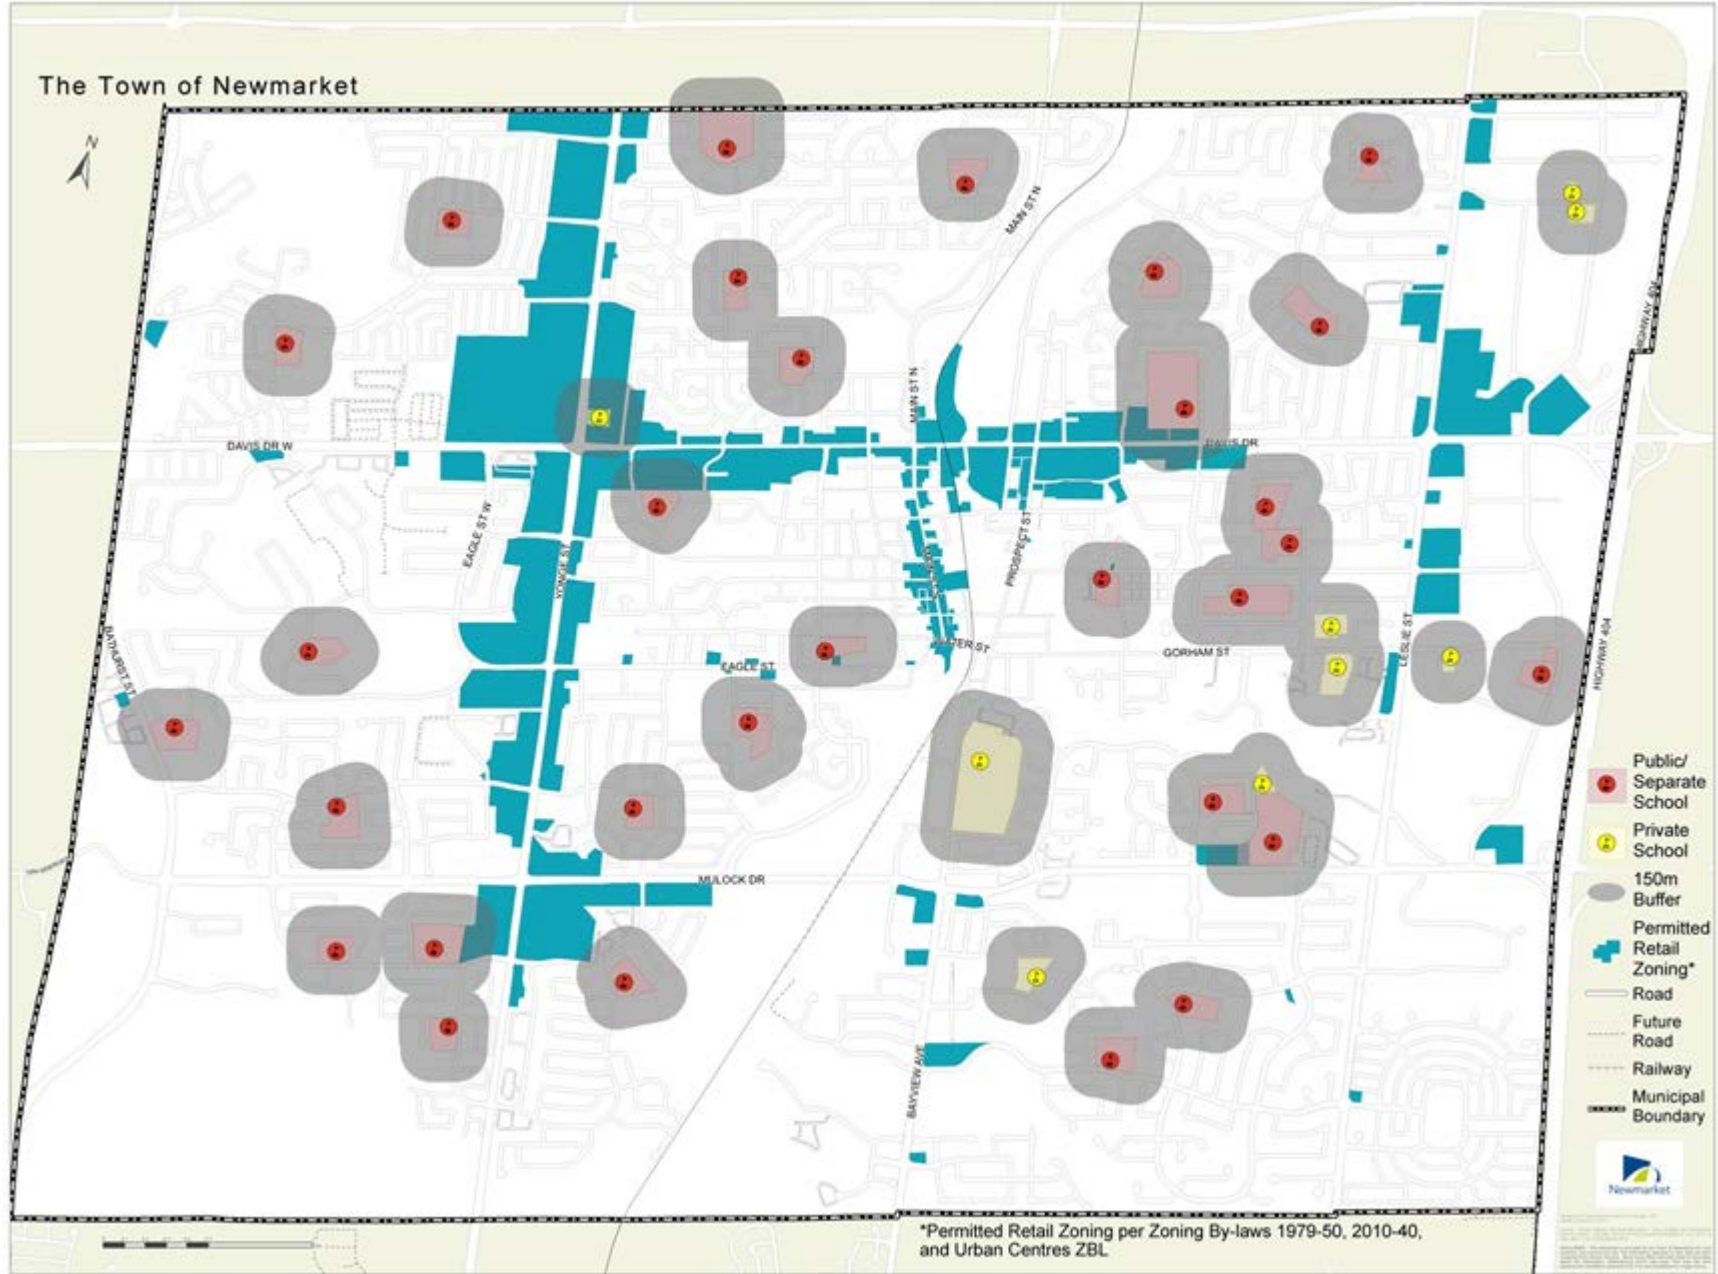 The Town of Newmarket
N
MAIN ST N
HIGHWAY 404
MAIN ST N
DAVIS DR W
DAVIS DR
EAGLE ST W
YONGE ST
PROSPECT ST
BATHURST ST
WATER ST
GORHAM ST
LESLIE ST
HIGHWAY 404
EAGLE ST
MULOCK DR
BAYVIEW AVE
Public/
Separate
School
Private
School
150m
Buffer
Permitted
Retail
Zoning*
Road
Future
Road
Railway
Municipal
Boundary
Newmarket
*Permitted Retail Zoning per Zoning By-laws 1979-50, 2010-40,
and Urban Centres ZBL